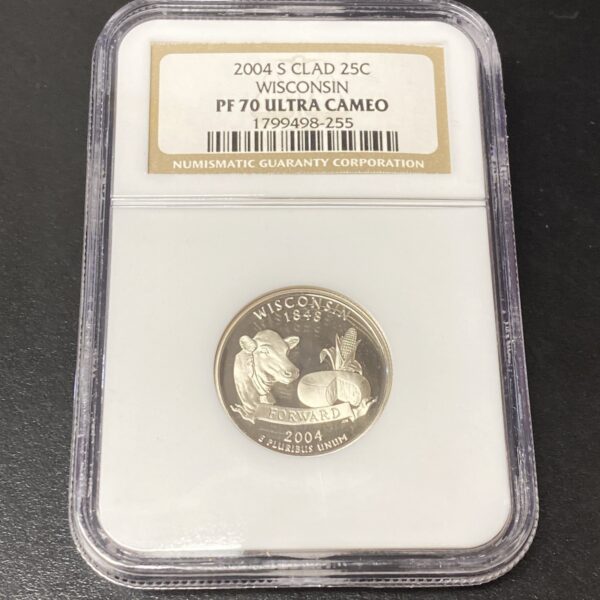 2004 S CLAD 25C
WISCONSIN
PF 70 ULTRA CAMEO
1799498-255
NUMISMATIC GUARANTY CORPORATION
WISCONSIN
1848
FORWARD
2004
E PLURIBUS UNUM